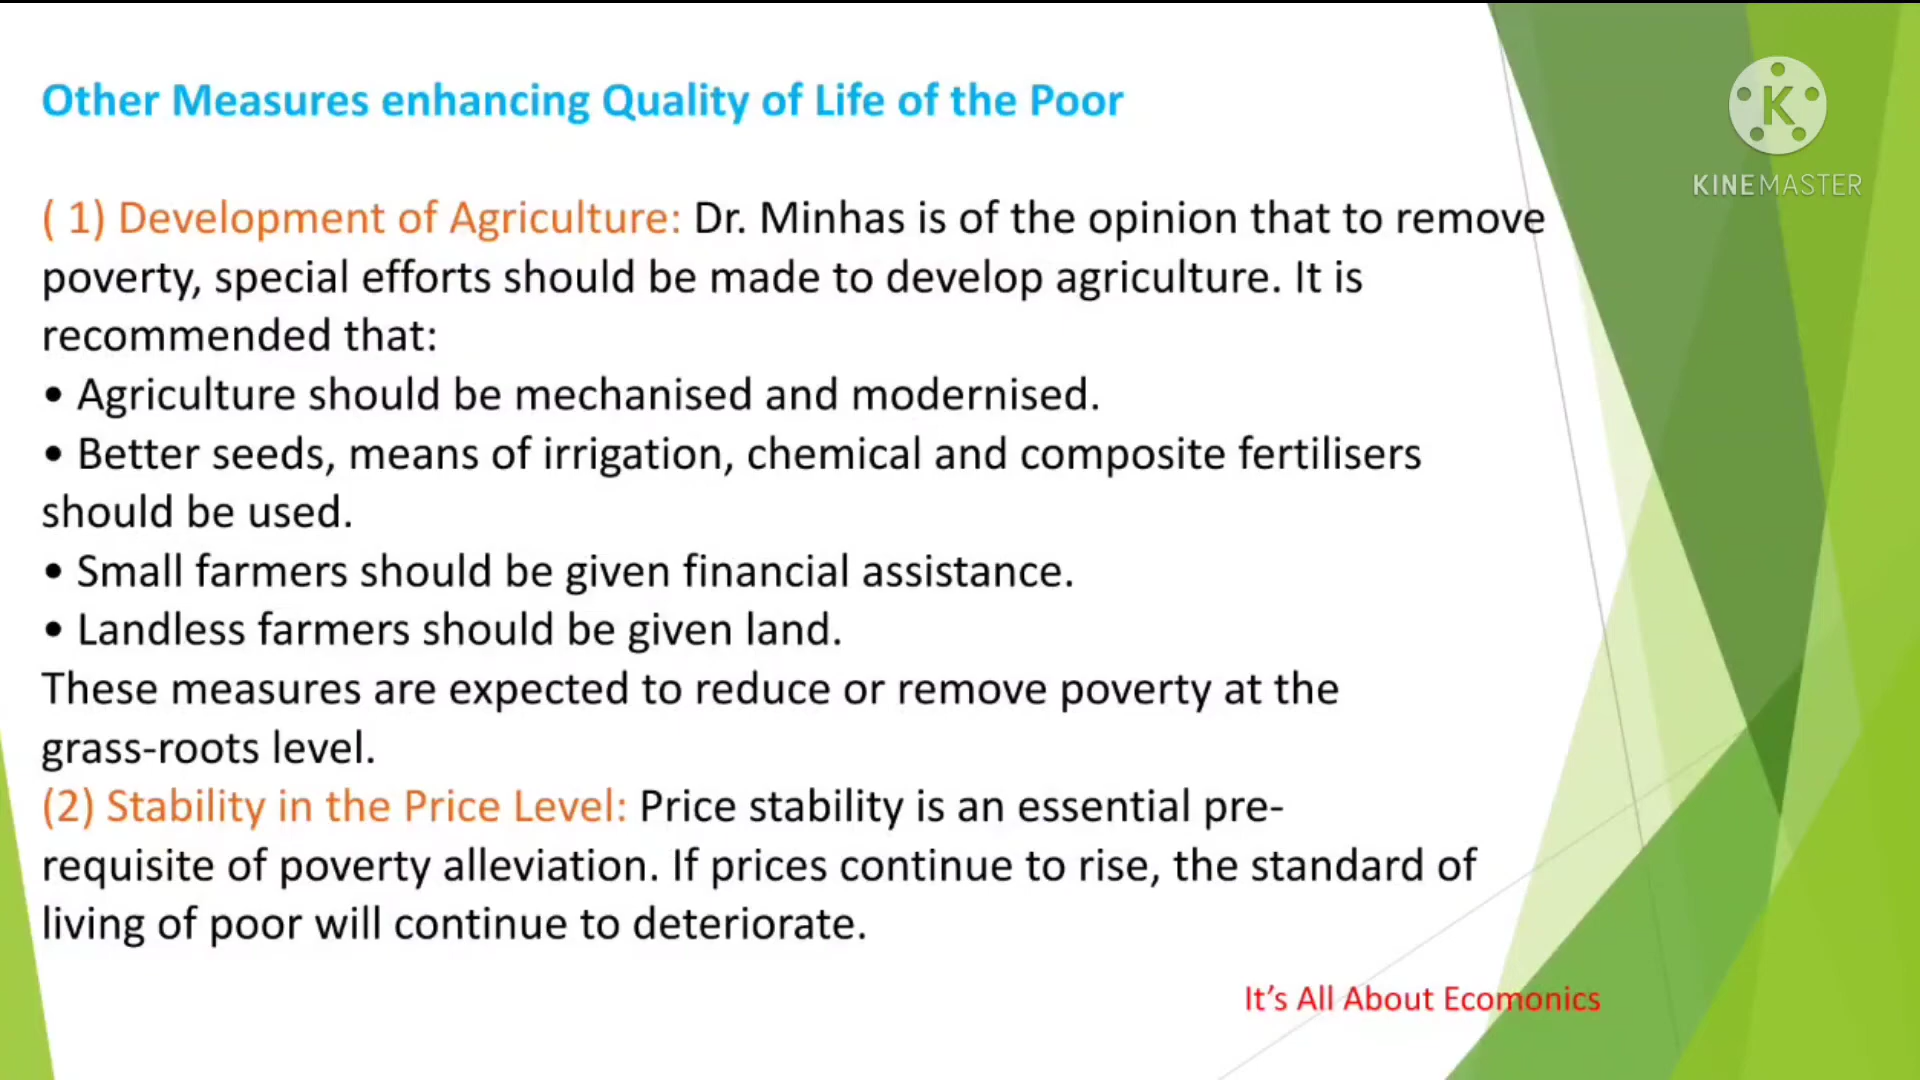 Other Measures enhancing Quality of Life of the Poor
K
KINEMASTER
( 1) Development of Agriculture: Dr. Minhas is of the opinion that to remove
poverty, special efforts should be made to develop agriculture. It is
recommended that:
• Agriculture should be mechanised and modernised.
• Better seeds, means of irrigation, chemical and composite fertilisers
should be used.
• Small farmers should be given financial assistance.
• Landless farmers should be given land.
These measures are expected to reduce or remove poverty at the
grass-roots level.
(2) Stability in the Price Level: Price stability is an essential pre-
requisite of poverty alleviation. If prices continue to rise, the standard of
living of poor will continue to deteriorate.
It’s All About Ecomonics